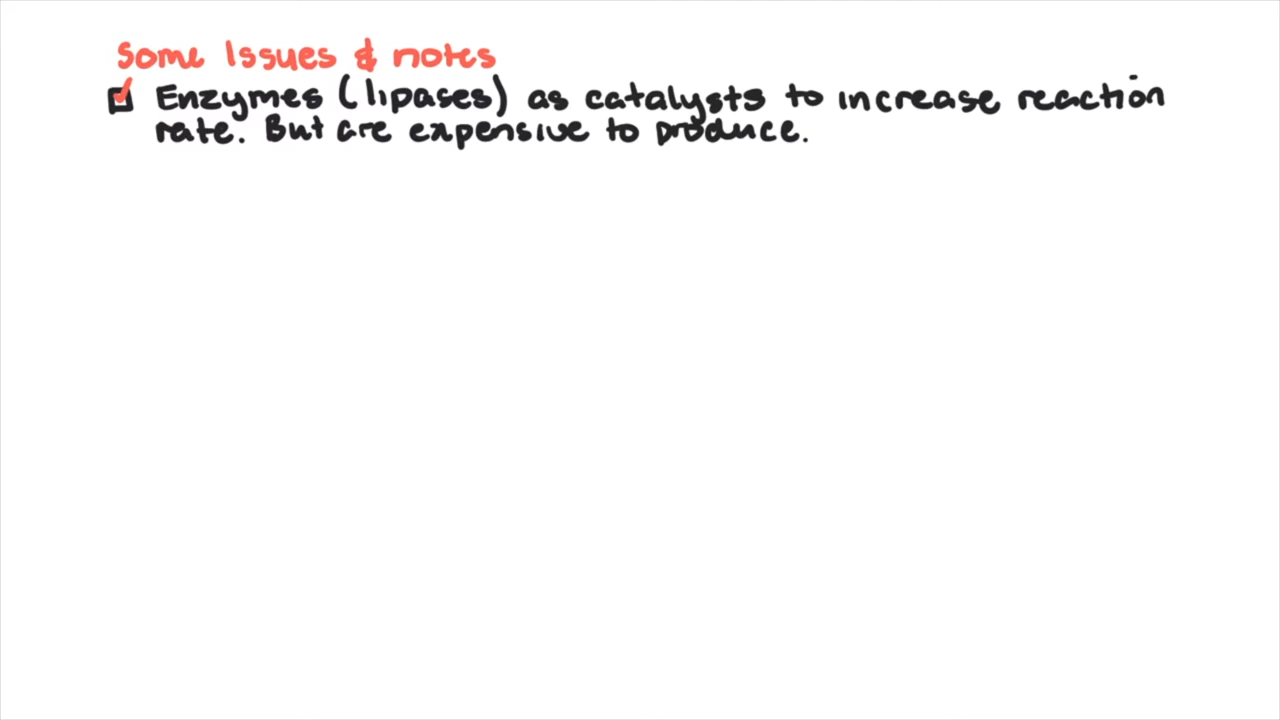 Some Issues & notes
Enzymes (lipases) as catalysts to increase reaction
rate. But are expensive to produce.